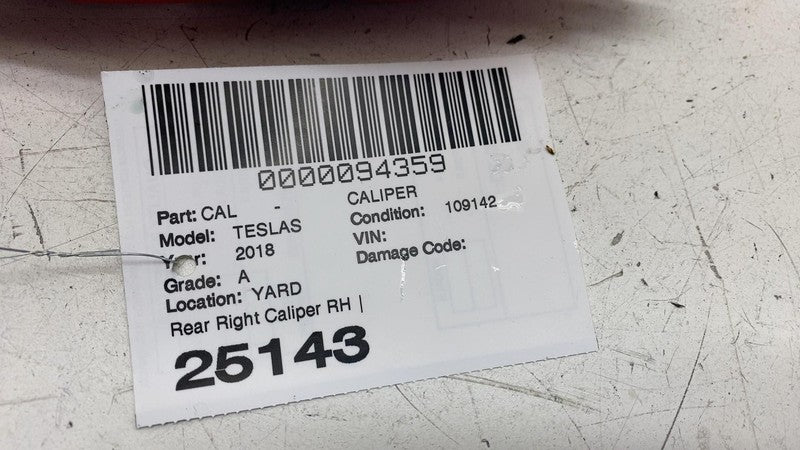 0000094359
Part: CAL - CALIPER
Model: TESLAS Condition: 109142
Year: 2018 VIN:
Grade: A Damage Code:
Location: YARD
Rear Right Caliper RH |
25143